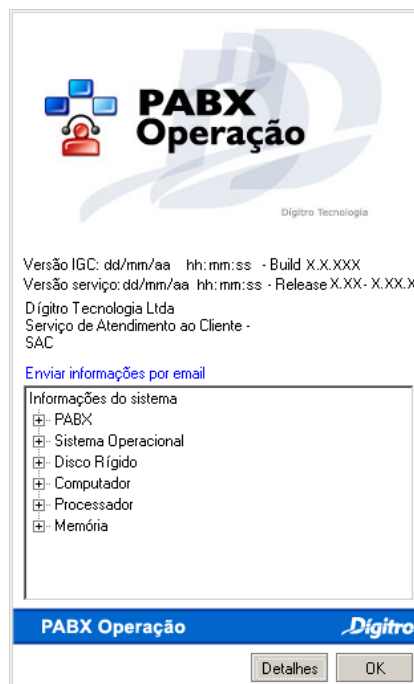 PABX
Operação
Dígitro Tecnologia
Versão IGC: dd/mm/aa hh:mm:ss - Build X.X.XXX
Versão serviço: dd/mm/aa hh:mm:ss - Release X.XX- X.XX.X
Dígitro Tecnologia Ltda
Serviço de Atendimento ao Cliente -
SAC
Enviar informações por email
Informações do sistema
PABX
Sistema Operacional
Disco Rígido
Computador
Processador
Memória
PABX Operação Dígitro
Detalhes OK